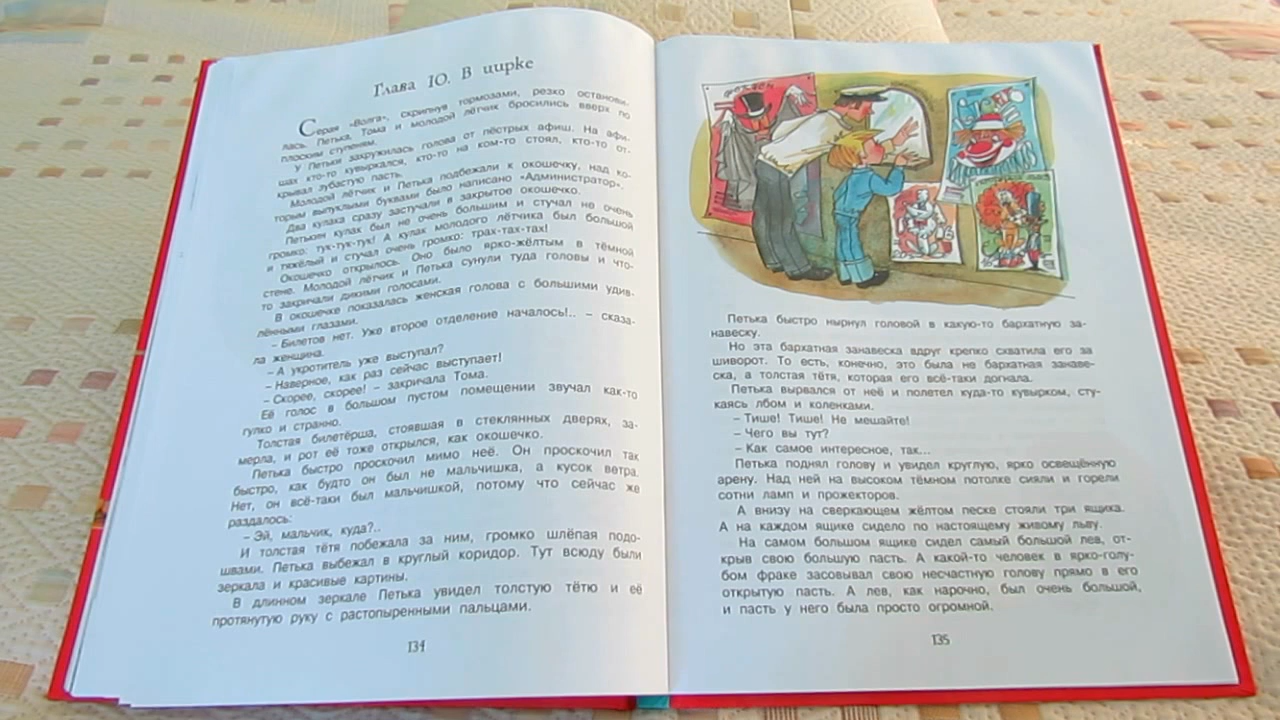 Глава 10. В цирке
Серая «Волга», скрипнув тормозами, резко останови-
лась. Петька, Тома и молодой лётчик бросились вверх по
плоским ступеням.
У Петьки закружилась голова от пёстрых афиш. На афи-
шах кто-то кувыркался, кто-то на ком-то стоял, кто-то от-
крывал зубастую пасть.
Молодой лётчик и Петька подбежали к окошечку, над ко-
торым выпуклыми буквами было написано «Администратор».
Два кулака сразу застучали в закрытое окошечко.
Петькин кулак был не очень большим и стучал не очень
громко: тук-тук-тук! А кулак молодого лётчика был большой
и тяжёлый и стучал очень громко: трах-тах-тах!
Окошечко открылось. Оно было ярко-жёлтым в тёмной
стене. Молодой лётчик и Петька сунули туда головы и что-
то закричали дикими голосами.
В окошечке показалась женская голова с большими удив-
лёнными глазами.
– Билетов нет. Уже второе отделение началось!.. – сказа-
ла женщина.
– А укротитель уже выступал?
– Наверное, как раз сейчас выступает!
– Скорее, скорее! – закричала Тома.
Её голос в большом пустом помещении звучал как-то
гулко и странно.
Толстая билетёрша, стоявшая в стеклянных дверях, за-
мерла, и рот её тоже открылся, как окошечко.
Петька быстро проскочил мимо неё. Он проскочил так
быстро, как будто он был не мальчишка, а кусок ветра.
Нет, он всё-таки был мальчишкой, потому что сейчас же
раздалось:
– Эй, мальчик, куда?..
И толстая тётя побежала за ним, громко шлёпая подо-
швами. Петька выбежал в круглый коридор. Тут всюду были
зеркала и красивые картины.
В длинном зеркале Петька увидел толстую тётю и её
протянутую руку с растопыренными пальцами.
134
Петька быстро нырнул головой в какую-то бархатную за-
навеску.
Но эта бархатная занавеска вдруг крепко схватила его за
шиворот. То есть, конечно, это была не бархатная занаве-
ска, а толстая тётя, которая его всё-таки догнала.
Петька вырвался от неё и полетел куда-то кувырком, сту-
каясь лбом и коленками.
– Тише! Тише! Не мешайте!
– Чего вы тут?
– Как самое интересное, так...
Петька поднял голову и увидел круглую, ярко освещённую
арену. Над ней на высоком тёмном потолке сияли и горели
сотни ламп и прожекторов.
А внизу на сверкающем жёлтом песке стояли три ящика.
А на каждом ящике сидело по настоящему живому льву.
На самом большом ящике сидел самый большой лев, от-
крыв свою большую пасть. А какой-то человек в ярко-голу-
бом фраке засовывал свою несчастную голову прямо в его
открытую пасть. А лев, как нарочно, был очень большой,
и пасть у него была просто огромной.
135